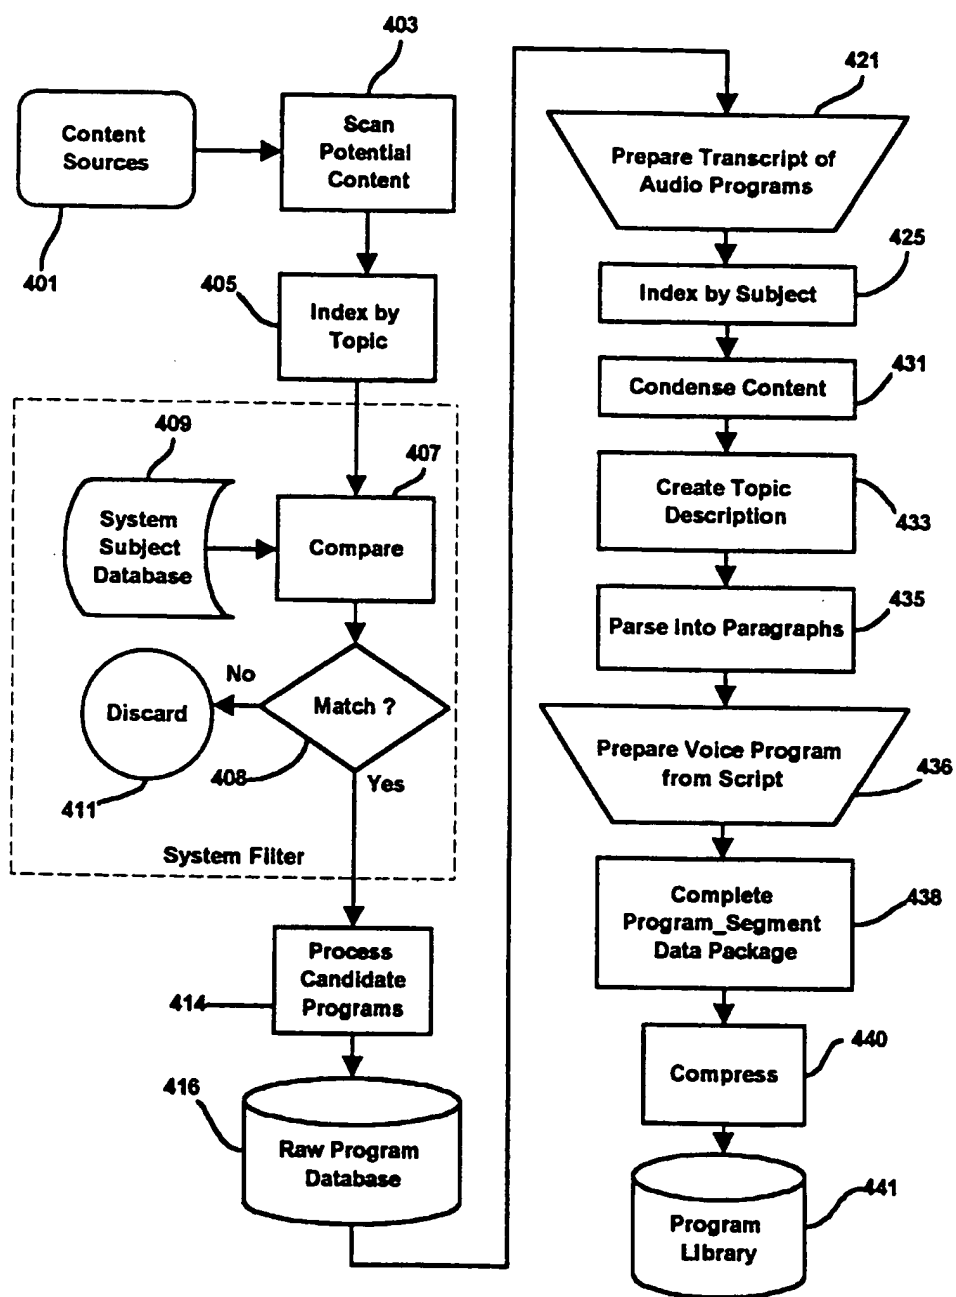 403
Content
Sources
Scan
Potential
Content
401
405
Index by
Topic
409
407
System
Subject
Database
Compare
No
Discard
Match ?
408
411
Yes
System Filter
Process
Candidate
Programs
414
416
Raw Program
Database
421
Prepare Transcript of
Audio Programs
425
Index by Subject
431
Condense Content
Create Topic
Description
433
435
Parse into Paragraphs
Prepare Voice Program
from Script
436
Complete
Program_Segment
Data Package
438
440
Compress
441
Program
Library